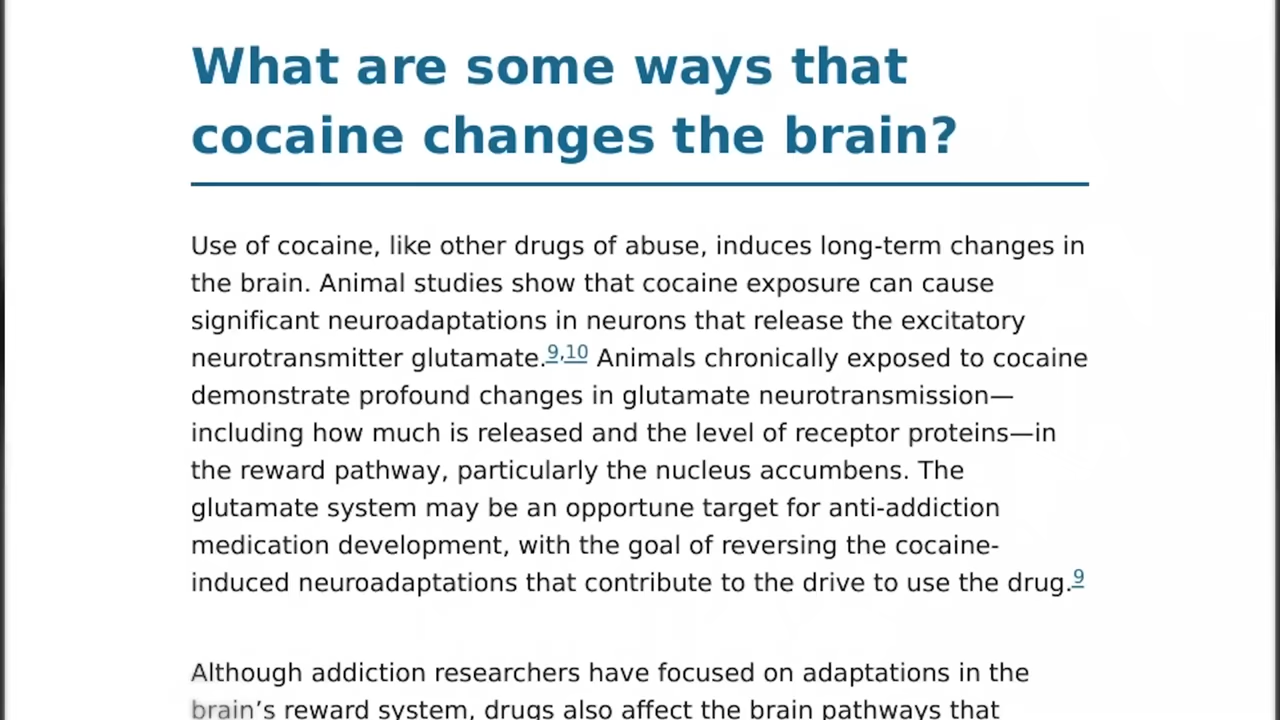 What are some ways that
cocaine changes the brain?
Use of cocaine, like other drugs of abuse, induces long-term changes in
the brain. Animal studies show that cocaine exposure can cause
significant neuroadaptations in neurons that release the excitatory
neurotransmitter glutamate.9,10 Animals chronically exposed to cocaine
demonstrate profound changes in glutamate neurotransmission—
including how much is released and the level of receptor proteins—in
the reward pathway, particularly the nucleus accumbens. The
glutamate system may be an opportune target for anti-addiction
medication development, with the goal of reversing the cocaine-
induced neuroadaptations that contribute to the drive to use the drug.9
Although addiction researchers have focused on adaptations in the
brain’s reward system, drugs also affect the brain pathways that